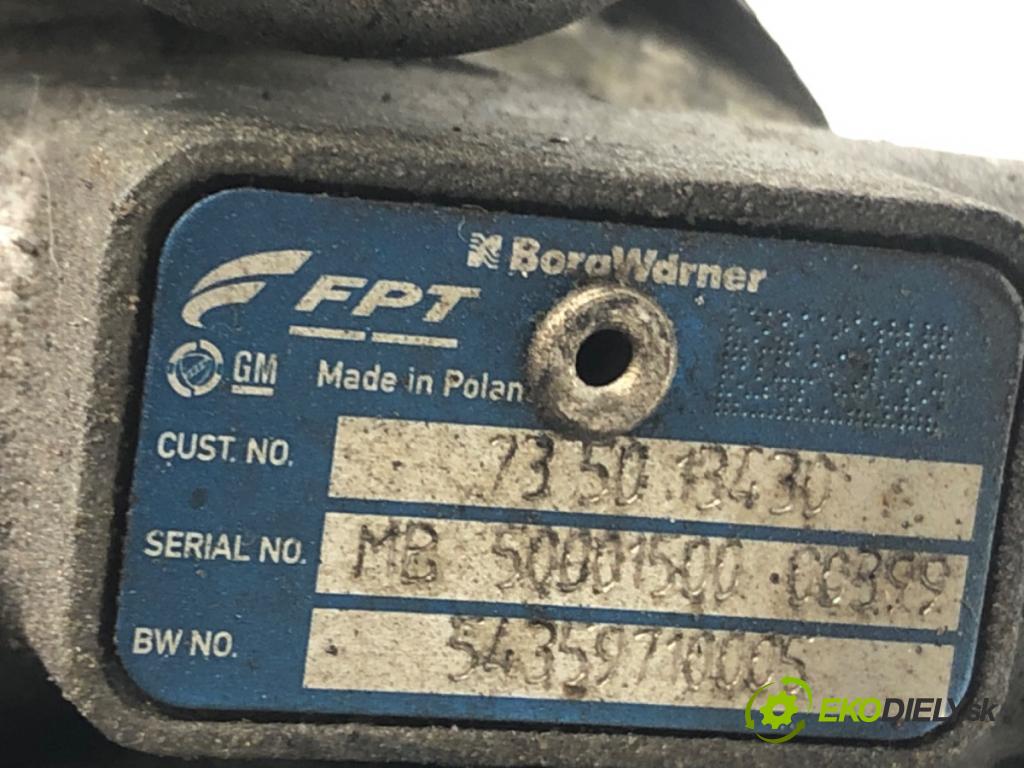 BorgWarner
FPT
GM Made in Polan
CUST. NO. 73 50 13430
SERIAL NO. MB 50001500 00399
BW NO. 54359710005
EKODIELY.sk